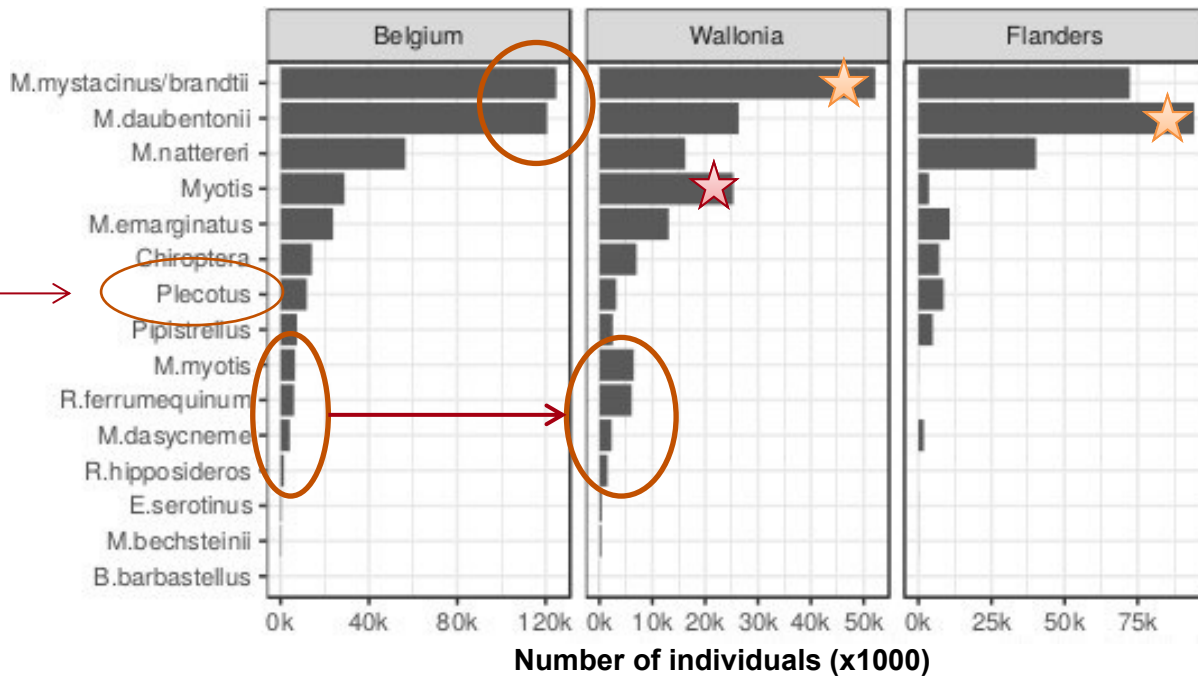 Belgium Wallonia Flanders
M.mystacinus/brandtii
M.daubentonii
M.nattereri
Myotis
M.emarginatus
Chiroptera
Plecotus
Pipistrellus
M.myotis
R.ferrumequinum
M.dasycneme
R.hipposideros
E.serotinus
M.bechsteinii
B.barbastellus
0k 40k 80k 120k 0k 10k 20k 30k 40k 50k 0k 25k 50k 75k
Number of individuals (x1000)